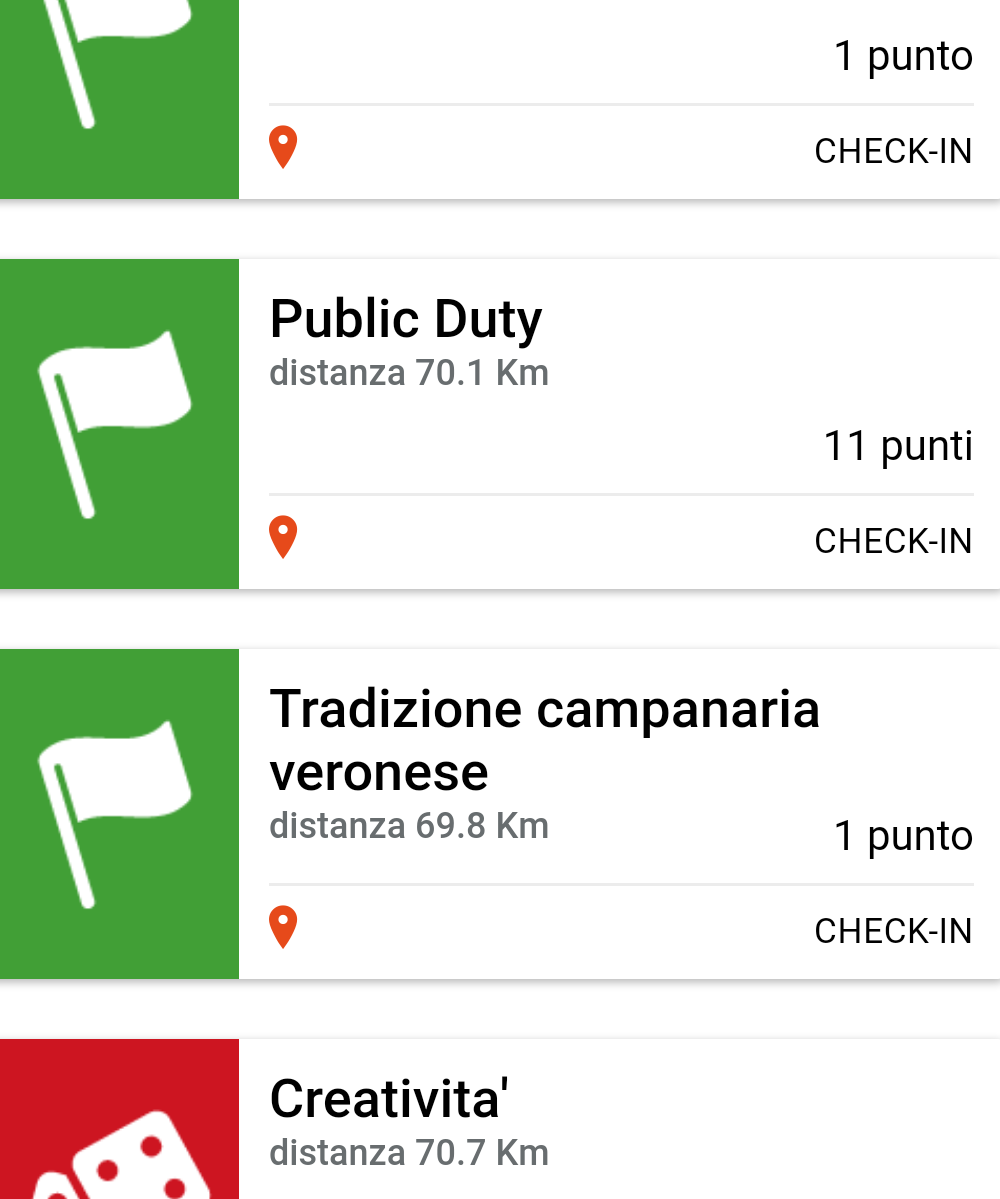 1 punto
CHECK-IN
Public Duty
distanza 70.1 Km
11 punti
CHECK-IN
Tradizione campanaria
veronese
distanza 69.8 Km
1 punto
CHECK-IN
Creativita'
distanza 70.7 Km